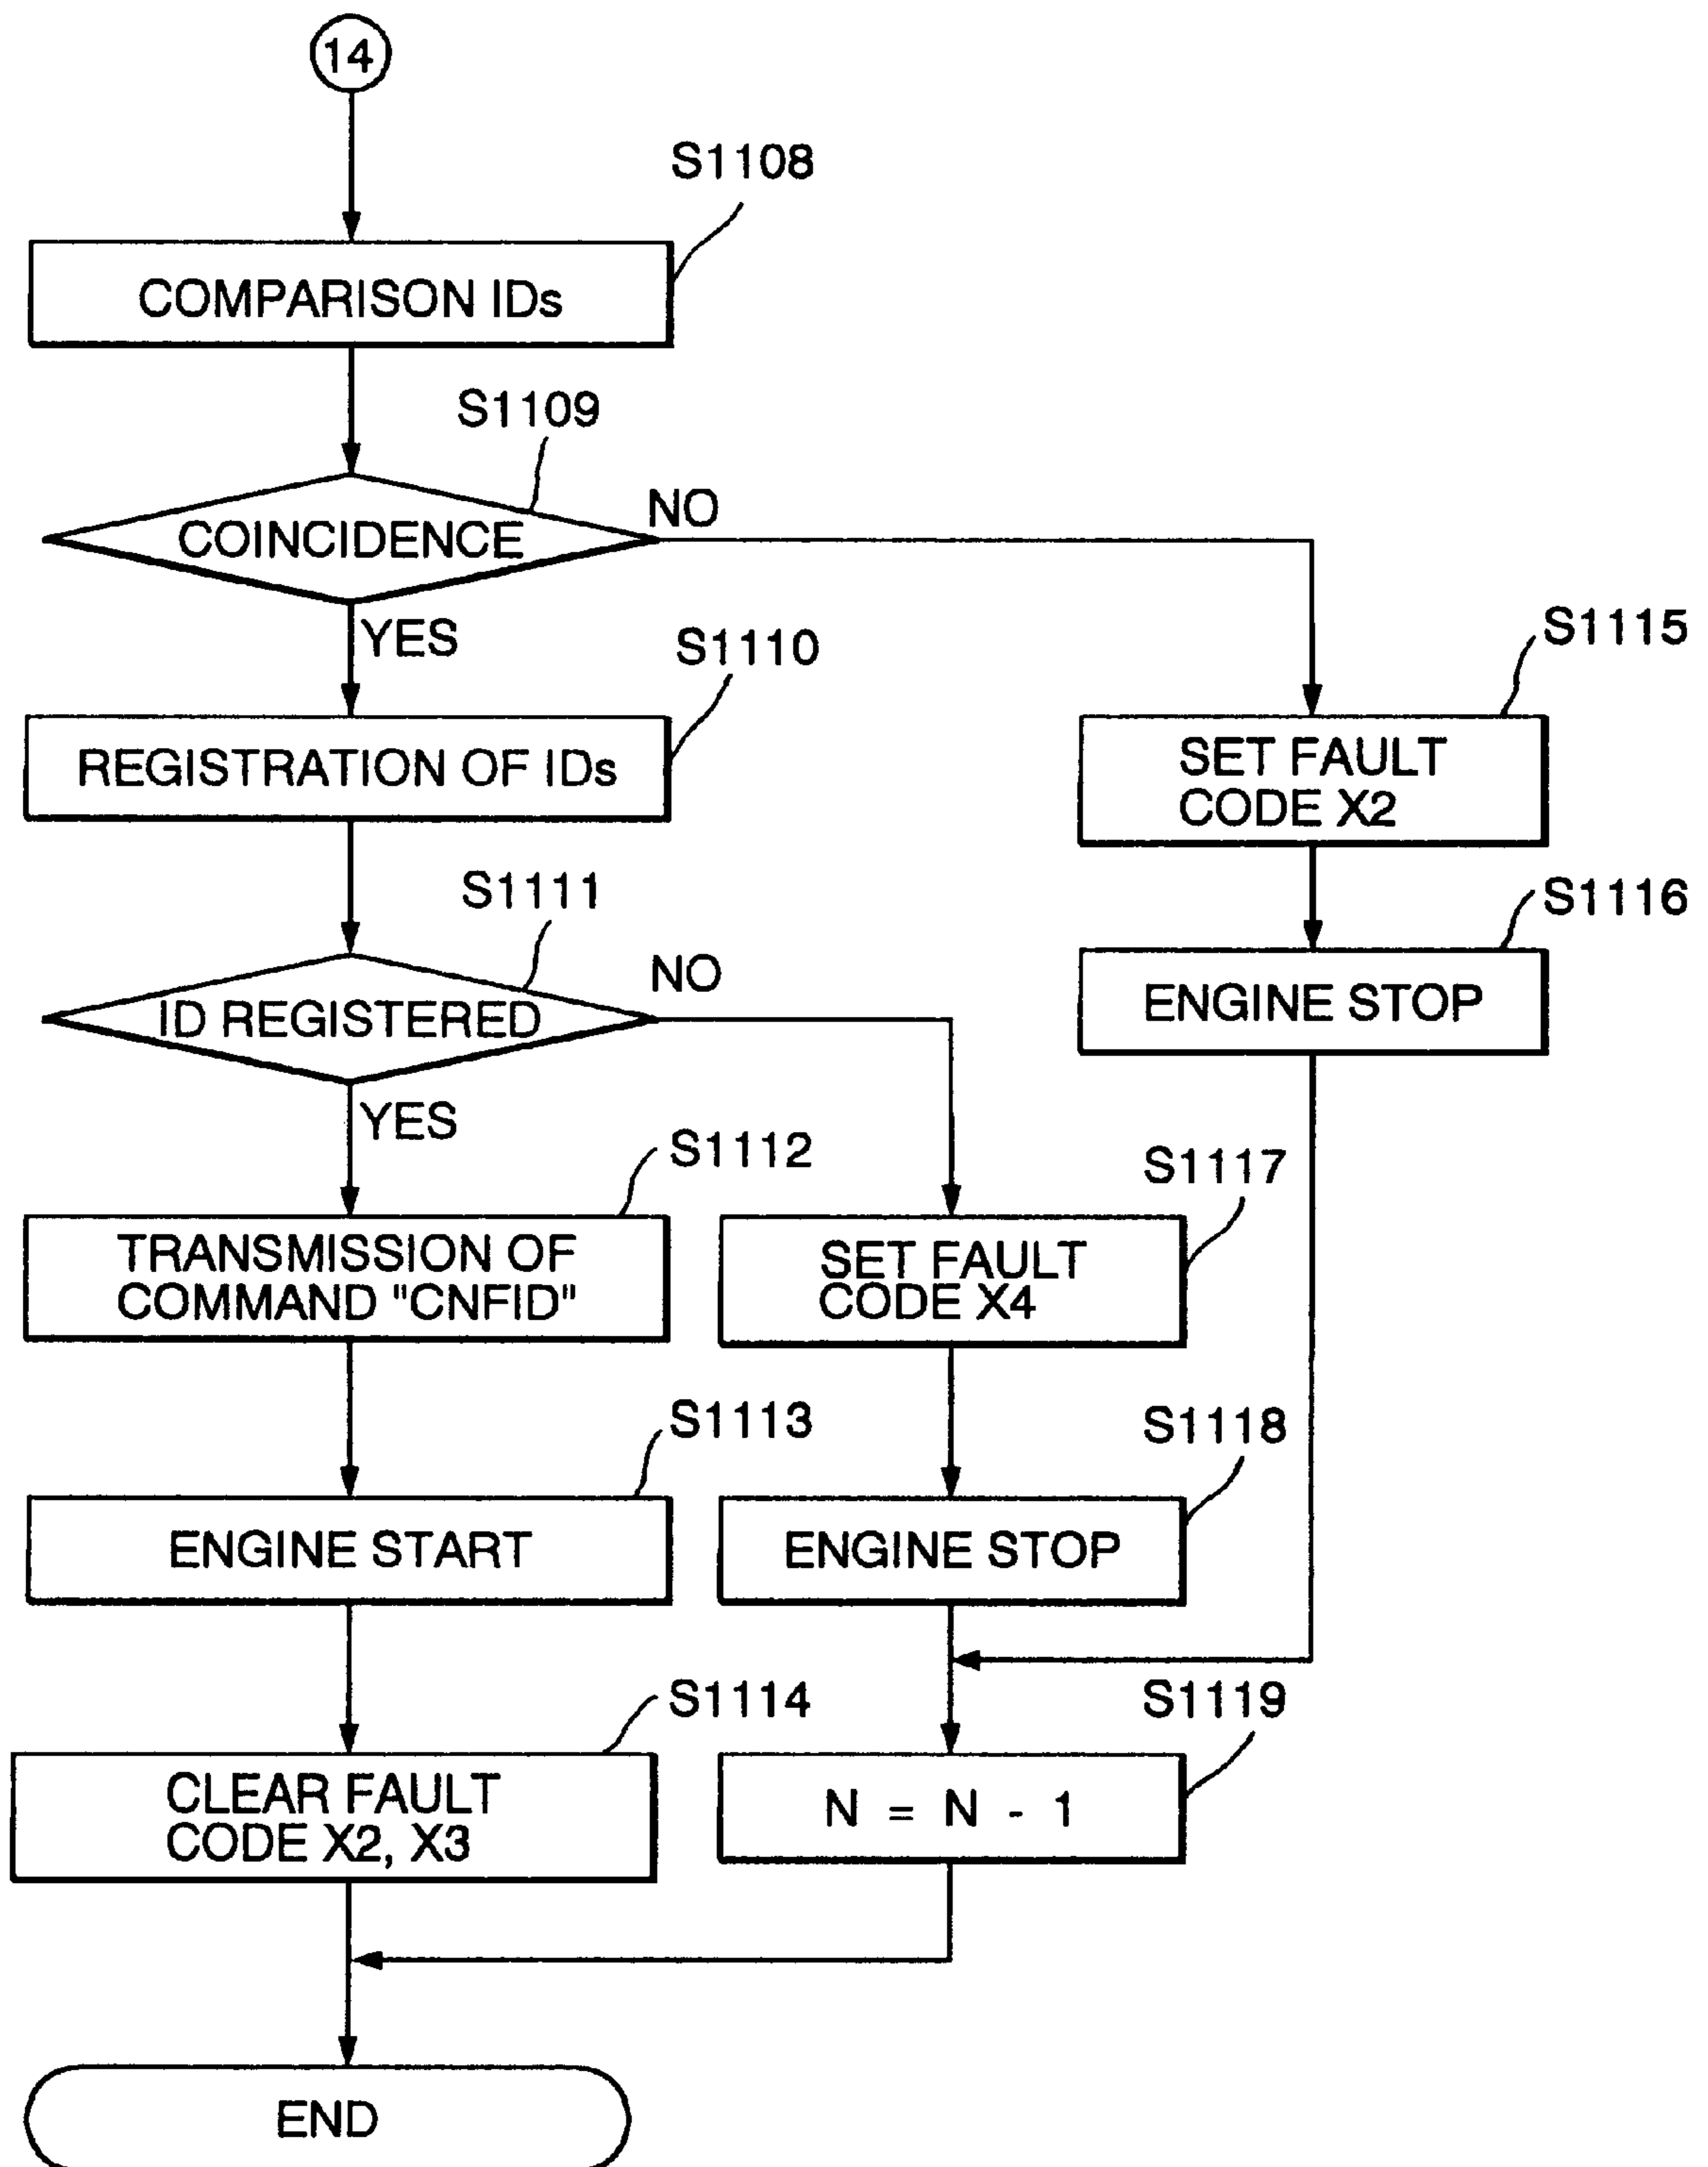 14
S1108
COMPARISON IDs
S1109
COINCIDENCE
NO
YES
S1110
REGISTRATION OF IDs
S1115
SET FAULT
CODE X2
S1111
S1116
ENGINE STOP
ID REGISTERED
NO
YES
S1112
TRANSMISSION OF
COMMAND "CNFID"
S1117
SET FAULT
CODE X4
S1113
ENGINE START
S1118
ENGINE STOP
S1114
CLEAR FAULT
CODE X2, X3
S1119
N = N - 1
END